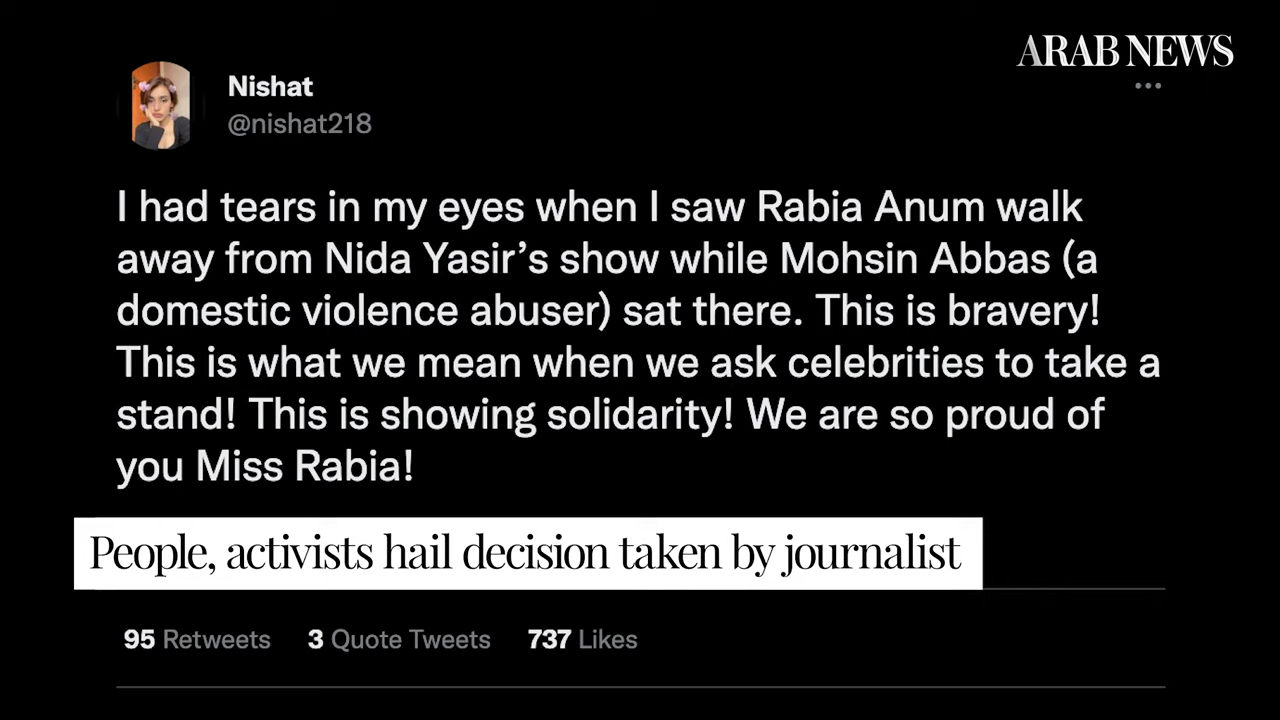 ARAB NEWS
Nishat
@nishat218
I had tears in my eyes when I saw Rabia Anum walk
away from Nida Yasir’s show while Mohsin Abbas (a
domestic violence abuser) sat there. This is bravery!
This is what we mean when we ask celebrities to take a
stand! This is showing solidarity! We are so proud of
you Miss Rabia!
People, activists hail decision taken by journalist
95 Retweets 3 Quote Tweets 737 Likes